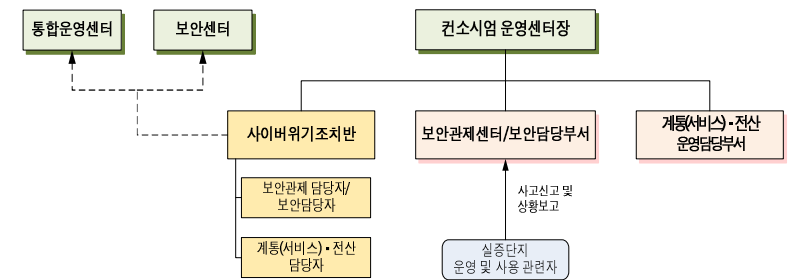 통합운영센터
보안센터
컨소시엄 운영센터장
사이버위기조치반
보안관제센터/보안담당부서
계통(서비스)▪전산
운영담당부서
보안관제 담당자/
보안담당자
계통(서비스)▪전산
담당자
사고신고 및
상황보고
실증단지
운영 및 사용 관련자